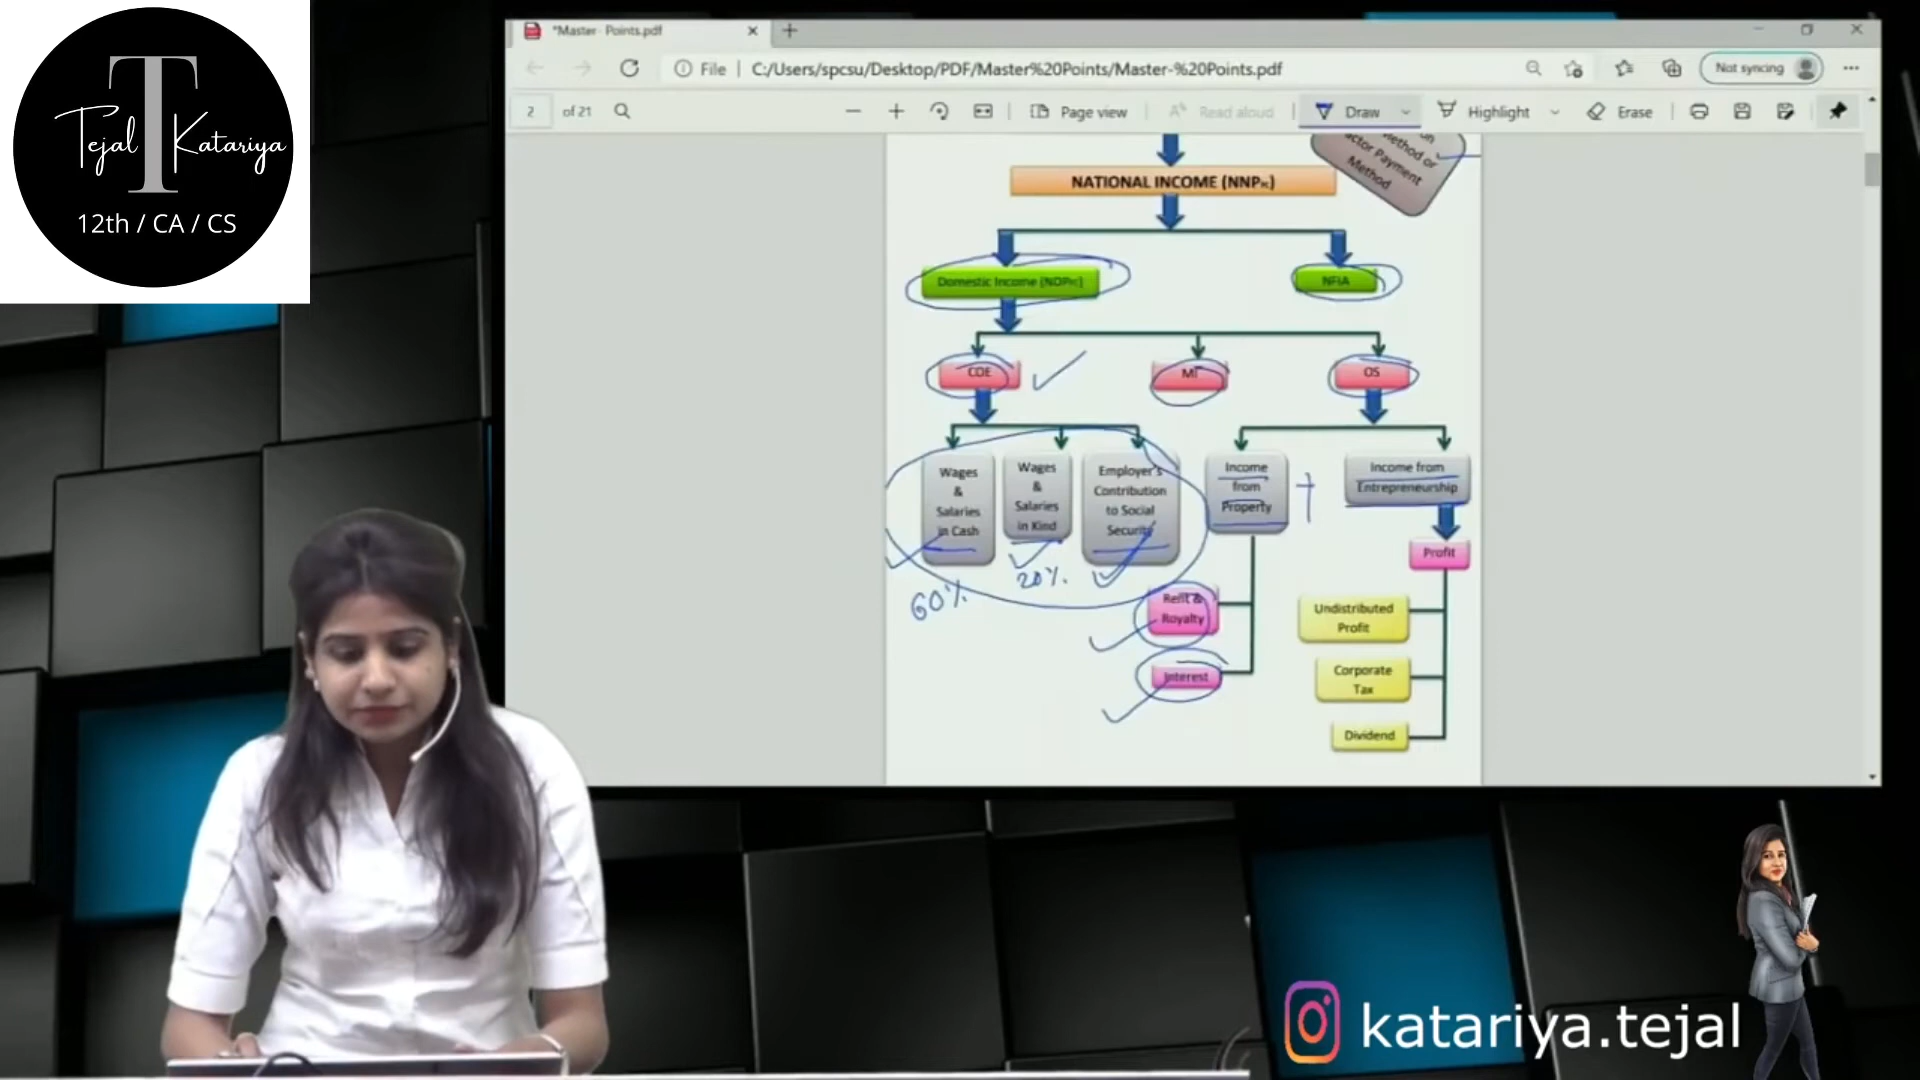 Tejal Katariya
T
12th / CA / CS
*Master- Points.pdf
File | C:/Users/spcsu/Desktop/PDF/Master%20Points/Master-%20Points.pdf
Not syncing
2 of 21
Page view
Read aloud
Draw
Highlight
Erase
Method or
Factor Payment
Method
NATIONAL INCOME (NNPfc)
Domestic Income (NDPfc)
NFIA
COE
MI
OS
Wages
&
Salaries
in Cash
Wages
&
Salaries
in Kind
Employer's
Contribution
to Social
Security
Income
from
Property
+
Income from
Entrepreneurship
Profit
60%
20%
Rent &
Royalty
Interest
Undistributed
Profit
Corporate
Tax
Dividend
katariya.tejal